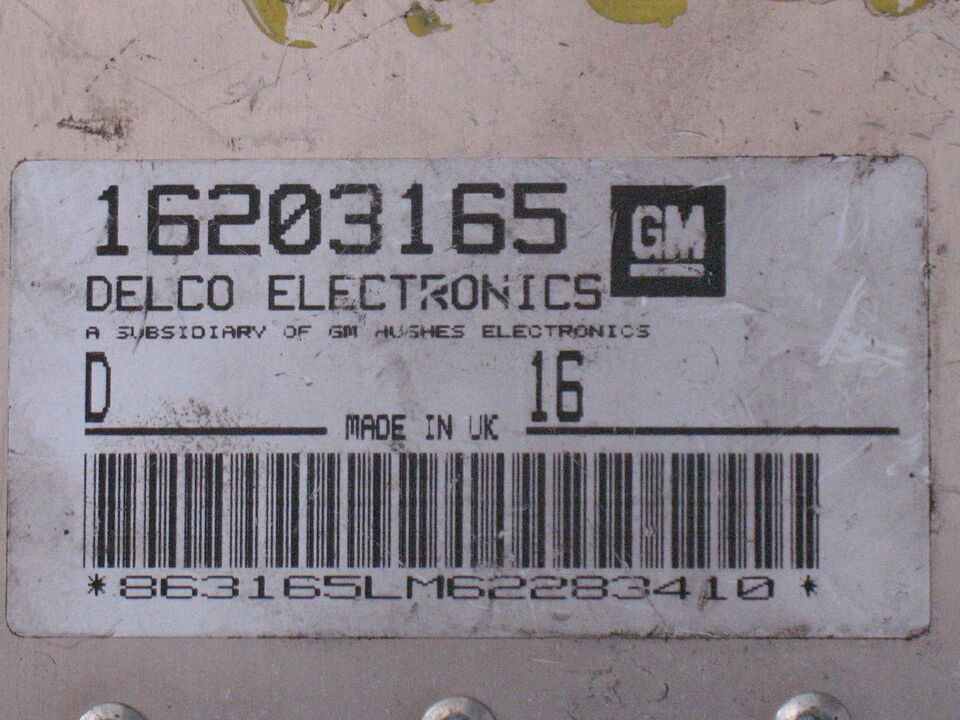 16203165
GM
DELCO ELECTRONICS
A SUBSIDIARY OF GM HUGHES ELECTRONICS
D 16
MADE IN UK
*863165LM62283410 *